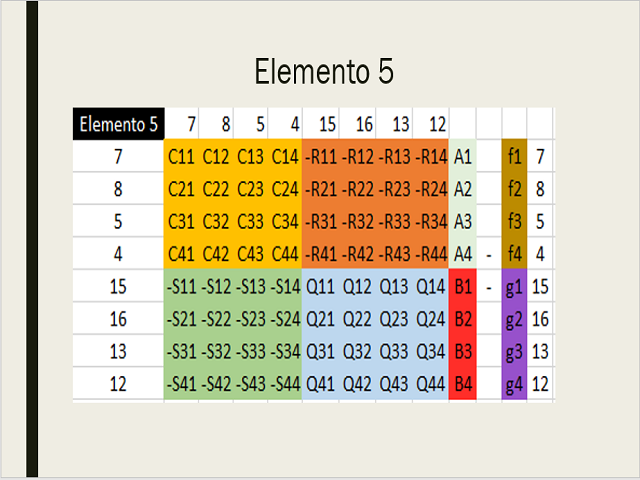 Elemento 5
Elemento 5 7 8 5 4 15 16 13 12
7 C11 C12 C13 C14 -R11 -R12 -R13 -R14 A1 f1 7
8 C21 C22 C23 C24 -R21 -R22 -R23 -R24 A2 f2 8
5 C31 C32 C33 C34 -R31 -R32 -R33 -R34 A3 f3 5
4 C41 C42 C43 C44 -R41 -R42 -R43 -R44 A4 - f4 4
15 -S11 -S12 -S13 -S14 Q11 Q12 Q13 Q14 B1 - g1 15
16 -S21 -S22 -S23 -S24 Q21 Q22 Q23 Q24 B2 g2 16
13 -S31 -S32 -S33 -S34 Q31 Q32 Q33 Q34 B3 g3 13
12 -S41 -S42 -S43 -S44 Q41 Q42 Q43 Q44 B4 g4 12